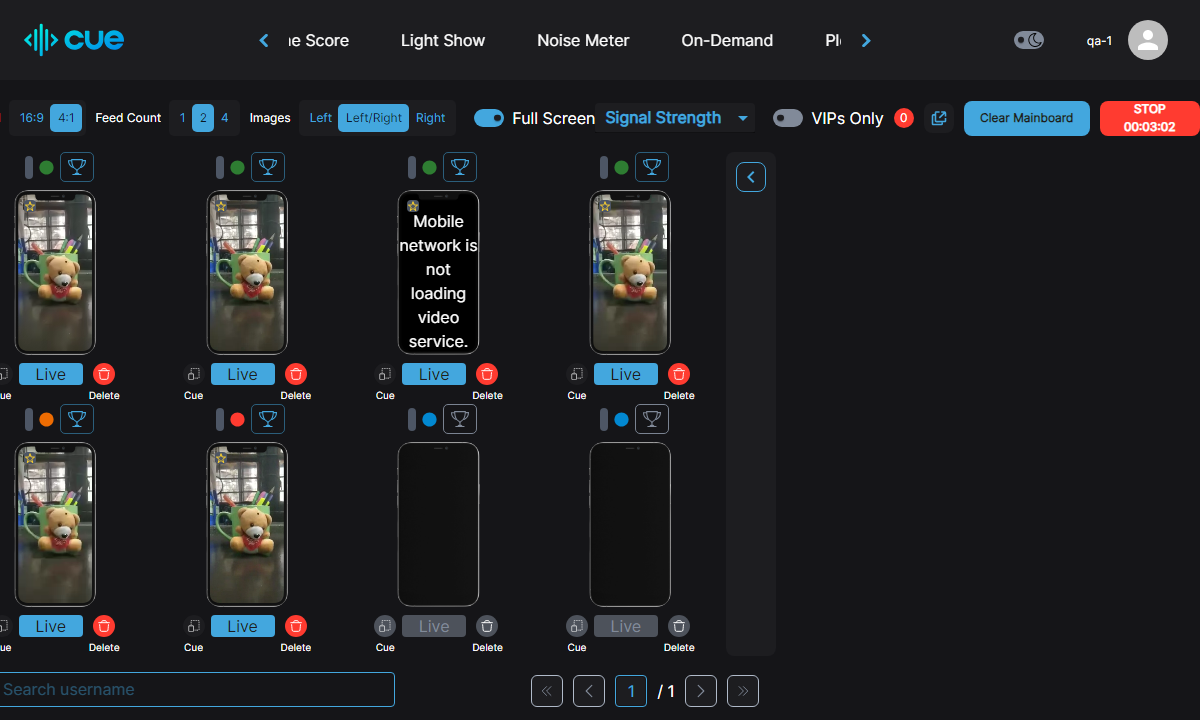 cue
ne Score
Light Show
Noise Meter
On-Demand
qa-1
16:9
4:1
Feed Count
1
2
4
Images
Left
Left/Right
Right
Full Screen
Signal Strength
VIPs Only
0
Clear Mainboard
STOP
00:03:02
Mobile
network is
not
loading
video
service.
Live
Live
Live
Live
ue
Delete
Cue
Delete
Cue
Delete
Cue
Delete
Live
Live
Live
Live
ue
Delete
Cue
Delete
Cue
Delete
Cue
Delete
Search username
1
/ 1